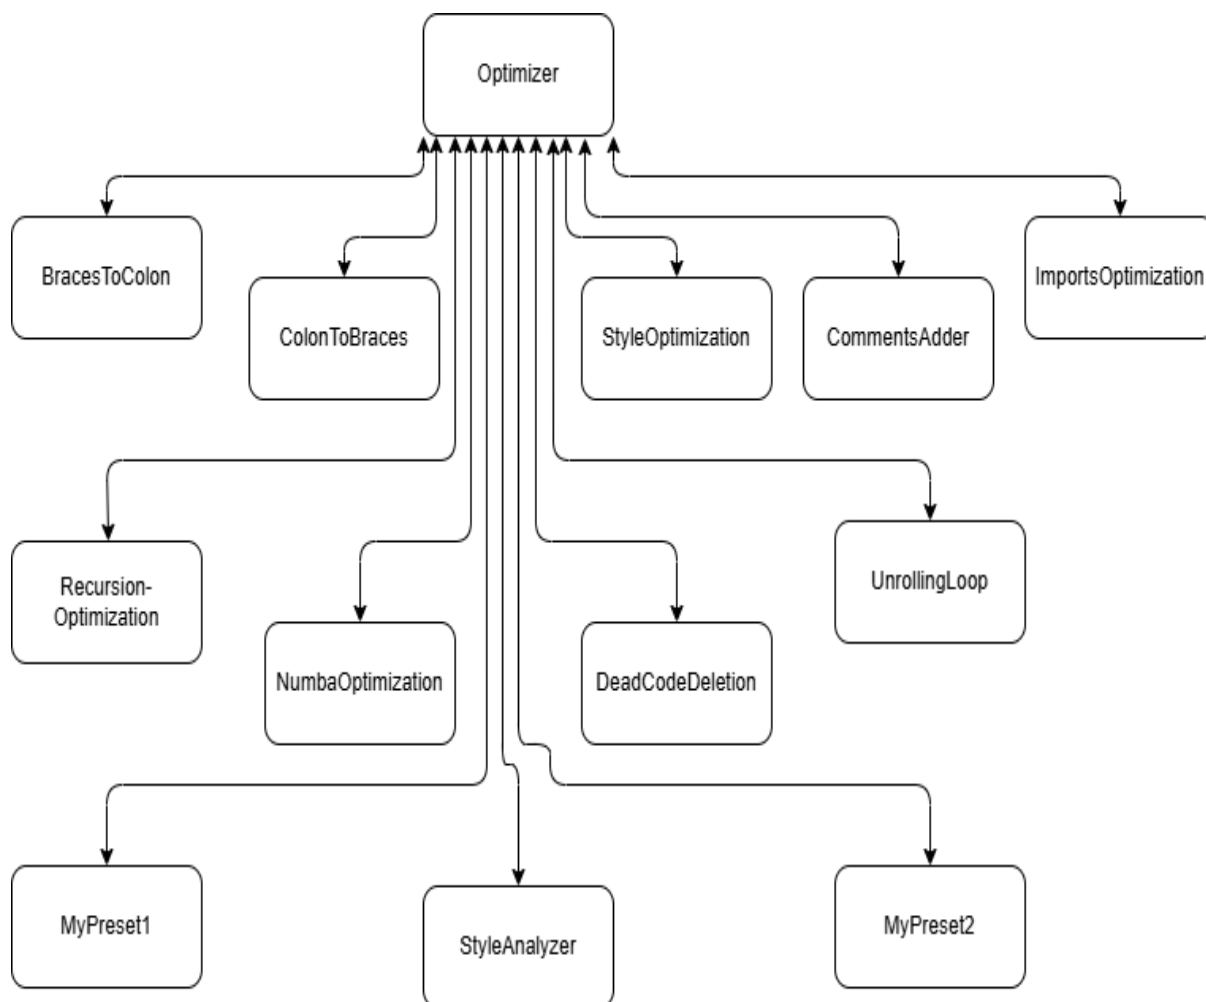 Optimizer
BracesToColon
ColonToBraces
StyleOptimization
CommentsAdder
ImportsOptimization
Recursion-
Optimization
NumbaOptimization
DeadCodeDeletion
UnrollingLoop
MyPreset1
StyleAnalyzer
MyPreset2